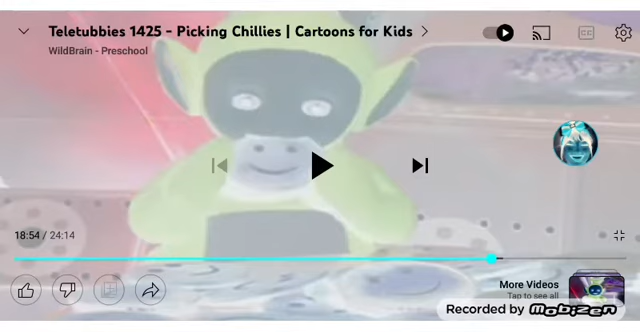 Teletubbies 1425 - Picking Chillies | Cartoons for Kids
WildBrain - Preschool
CC
18:54 / 24:14
More Videos
Tap to see all
Recorded by MOBIZEN